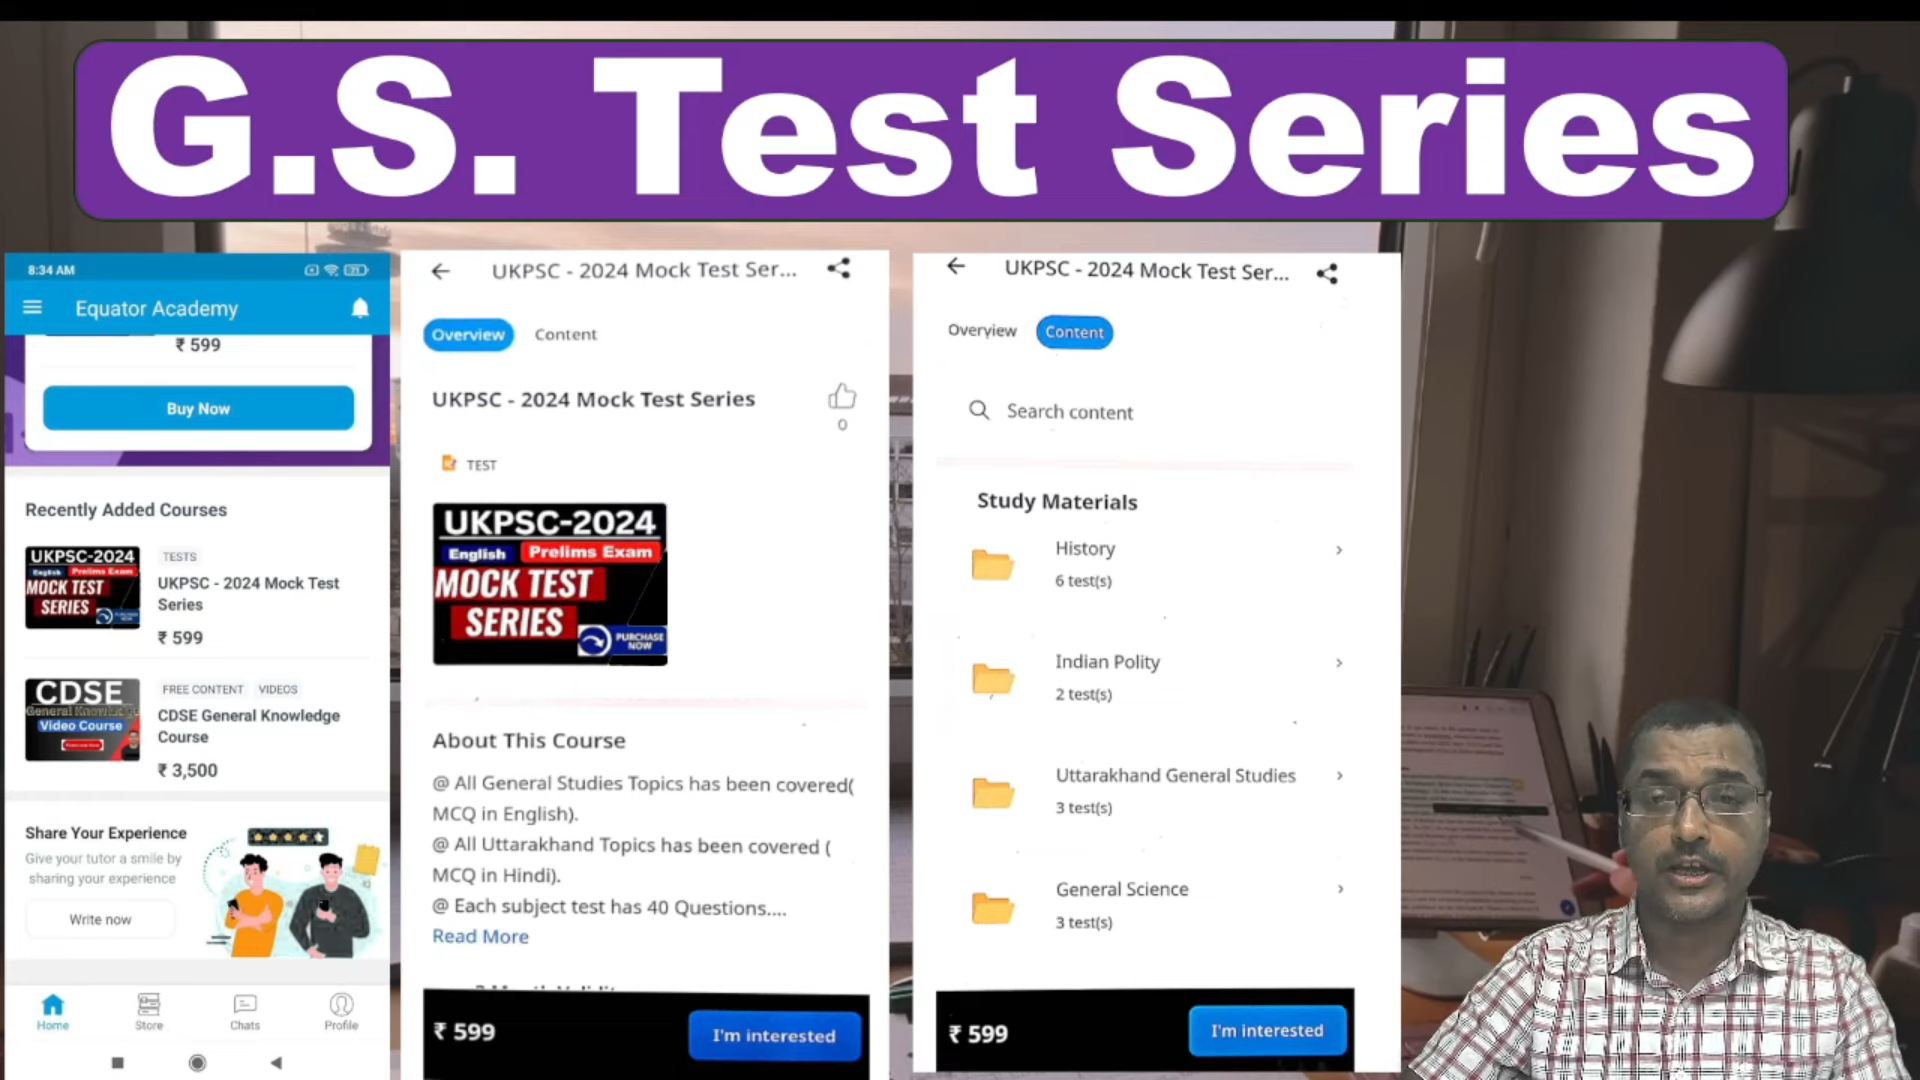 G.S. Test Series
8:34 AM
Equator Academy
₹ 599
Buy Now
Recently Added Courses
UKPSC-2024
English Prelims Exam
MOCK TEST
SERIES
TESTS
UKPSC - 2024 Mock Test
Series
₹ 599
CDSE
General Knowledge
Video Course
FREE CONTENT VIDEOS
CDSE General Knowledge
Course
₹ 3,500
Share Your Experience
Give your tutor a smile by
sharing your experience
Write now
Home
Store
Chats
Profile
UKPSC - 2024 Mock Test Ser...
Overview
Content
UKPSC - 2024 Mock Test Series
0
TEST
UKPSC-2024
English Prelims Exam
MOCK TEST
SERIES
PURCHASE
NOW
About This Course
@ All General Studies Topics has been covered(
MCQ in English).
@ All Uttarakhand Topics has been covered (
MCQ in Hindi).
@ Each subject test has 40 Questions....
Read More
₹ 599
I'm interested
UKPSC - 2024 Mock Test Ser...
Overview
Content
Search content
Study Materials
History
6 test(s)
Indian Polity
2 test(s)
Uttarakhand General Studies
3 test(s)
General Science
3 test(s)
₹ 599
I'm interested